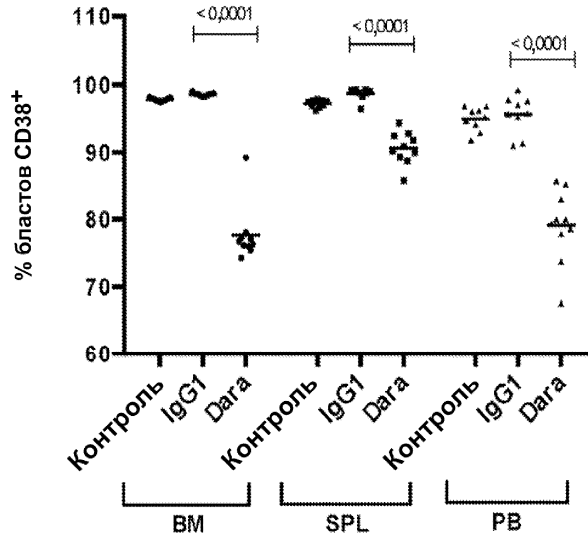 % бластов CD38+
110
100
90
80
70
60
< 0,0001
< 0,0001
< 0,0001
Контроль
IgG1
Dara
Контроль
IgG1
Dara
Контроль
IgG1
Dara
BM
SPL
PB